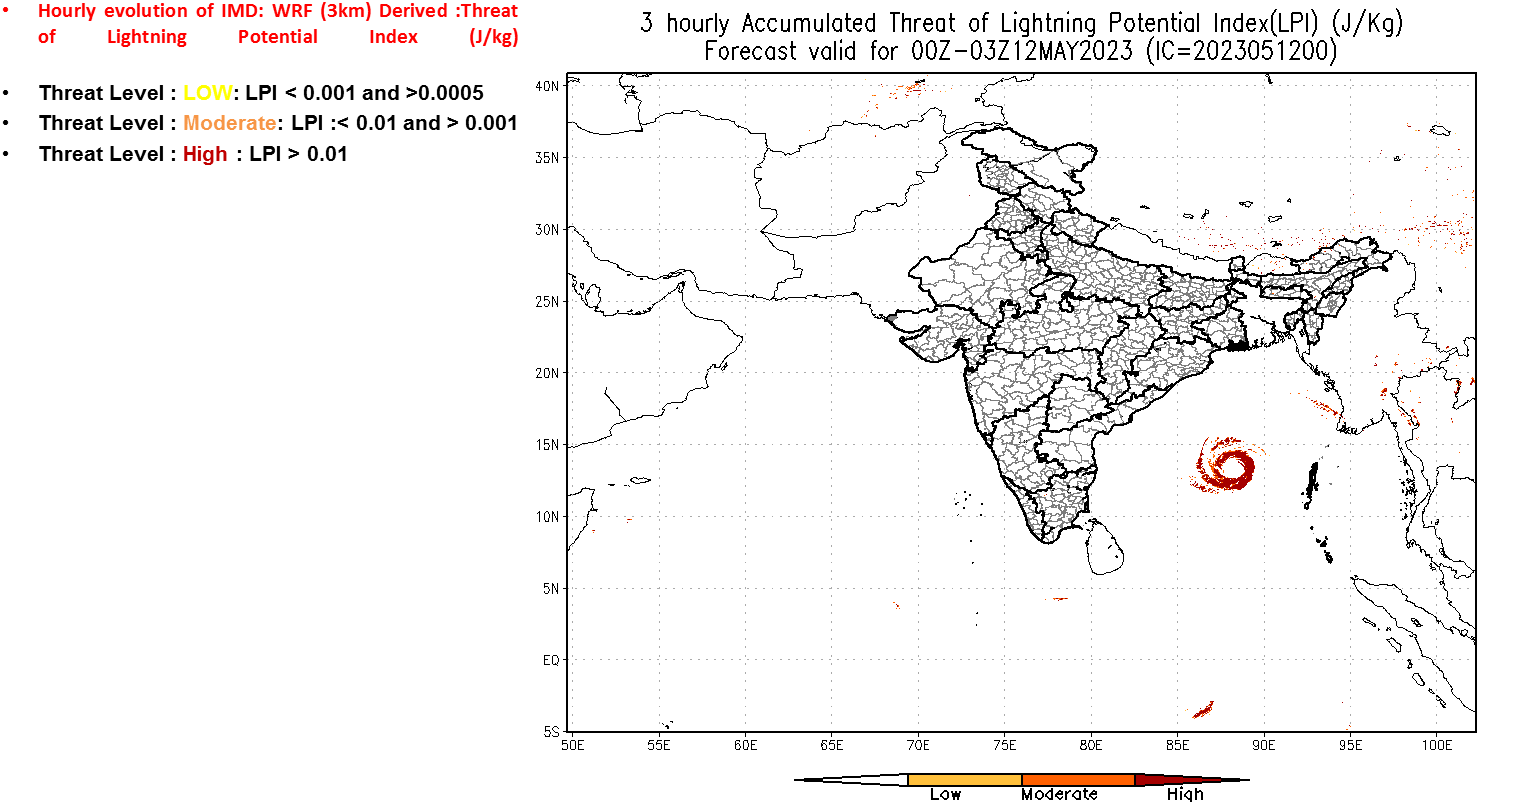 • Hourly evolution of IMD: WRF (3km) Derived :Threat
of Lightning Potential Index (J/kg)
• Threat Level : LOW: LPI < 0.001 and >0.0005
• Threat Level : Moderate: LPI :< 0.01 and > 0.001
• Threat Level : High : LPI > 0.01
3 hourly Accumulated Threat of Lightning Potential Index(LPI) (J/Kg)
Forecast valid for 00Z-03Z12MAY2023 (IC=2023051200)
40N
35N
30N
25N
20N
15N
10N
5N
EQ
5S
50E 55E 60E 65E 70E 75E 80E 85E 90E 95E 100E
Low Moderate High